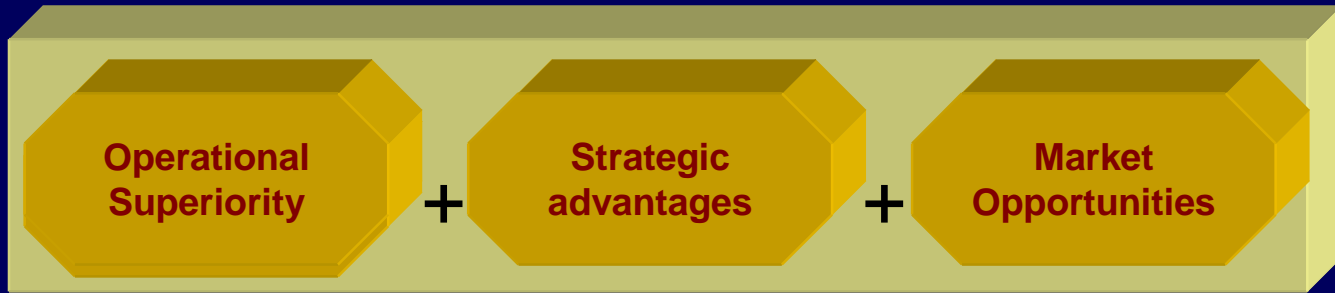 Operational
Superiority
+
Strategic
advantages
+
Market
Opportunities